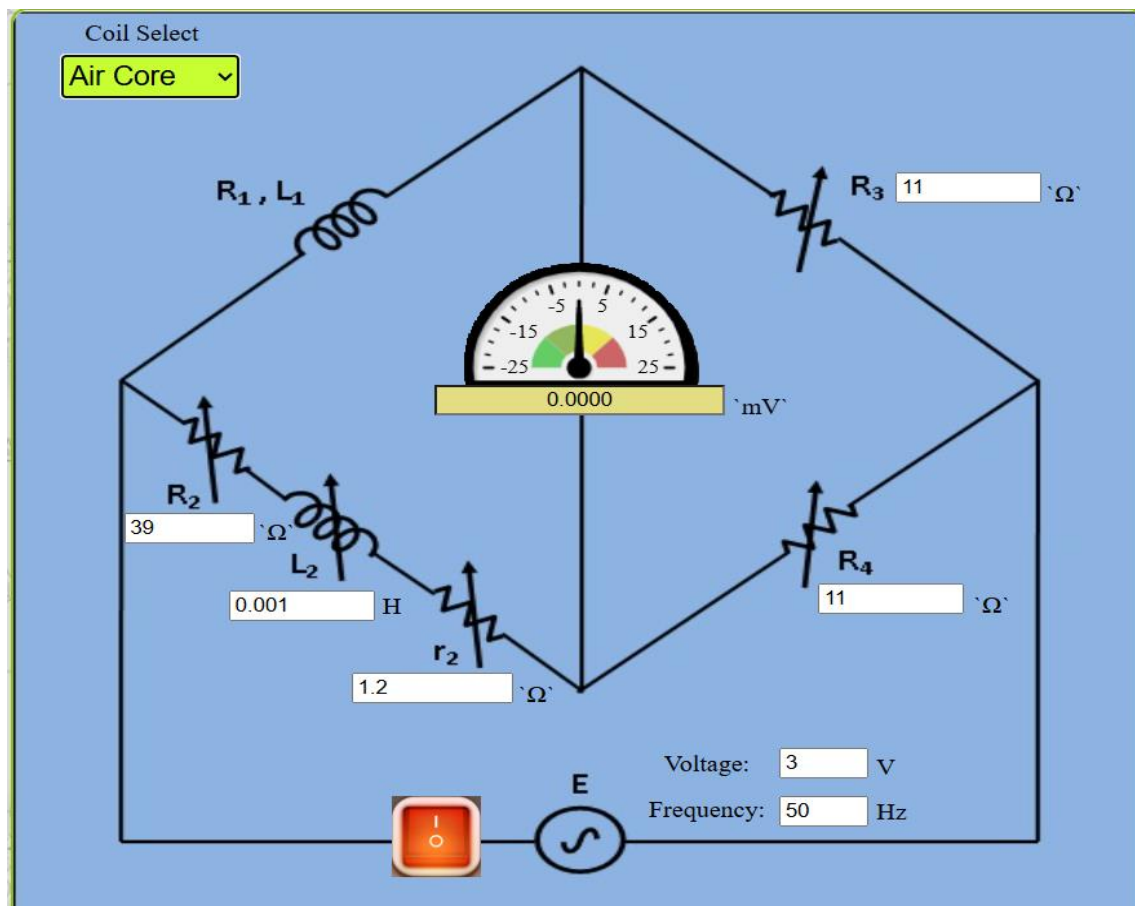 Coil Select
Air Core
R₁ , L₁
R₃ 11 `Ω`
-25 -15 -5 5 15 25
0.0000 `mV`
R₂
39 `Ω`
L₂
0.001 H
r₂
1.2 `Ω`
R₄
11 `Ω`
Voltage: 3 V
E
Frequency: 50 Hz
I
O